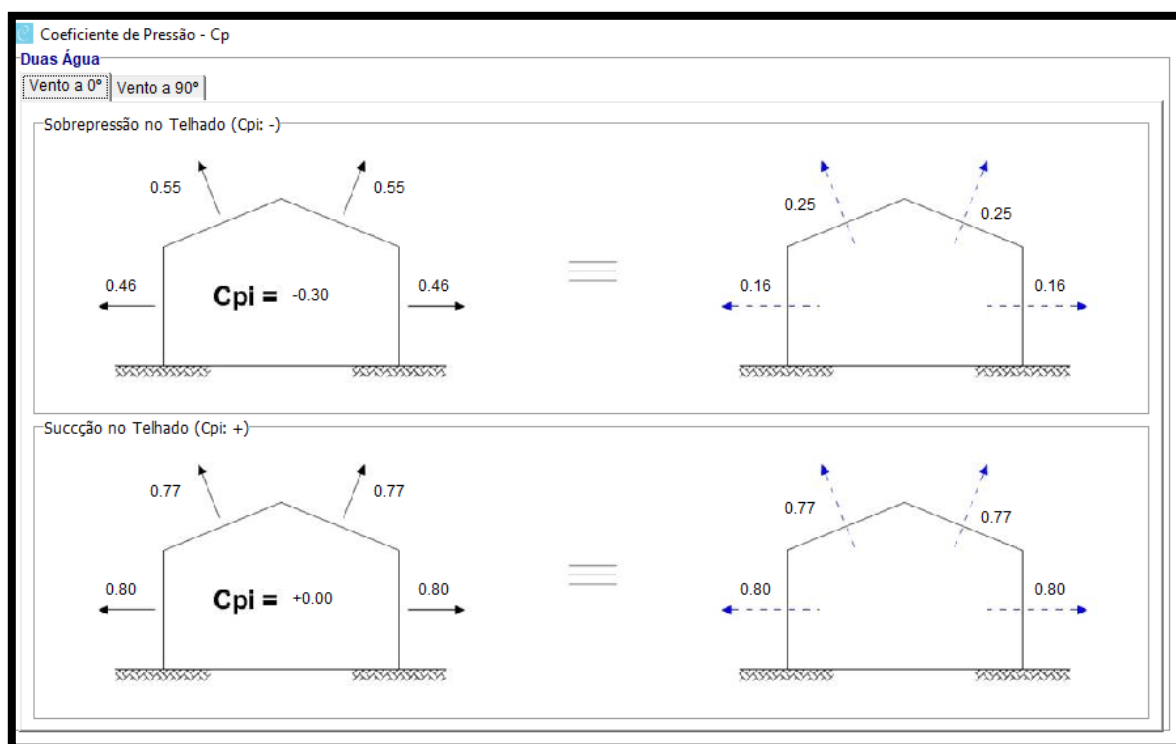 Coeficiente de Pressão - Cp
Duas Água
Vento a 0º Vento a 90º
Sobrepressão no Telhado (Cpi: -)
0.55 0.55 0.25 0.25
0.46 0.46 0.16 0.16
Cpi = -0.30
Succção no Telhado (Cpi: +)
0.77 0.77 0.77 0.77
0.80 0.80 0.80 0.80
Cpi = +0.00